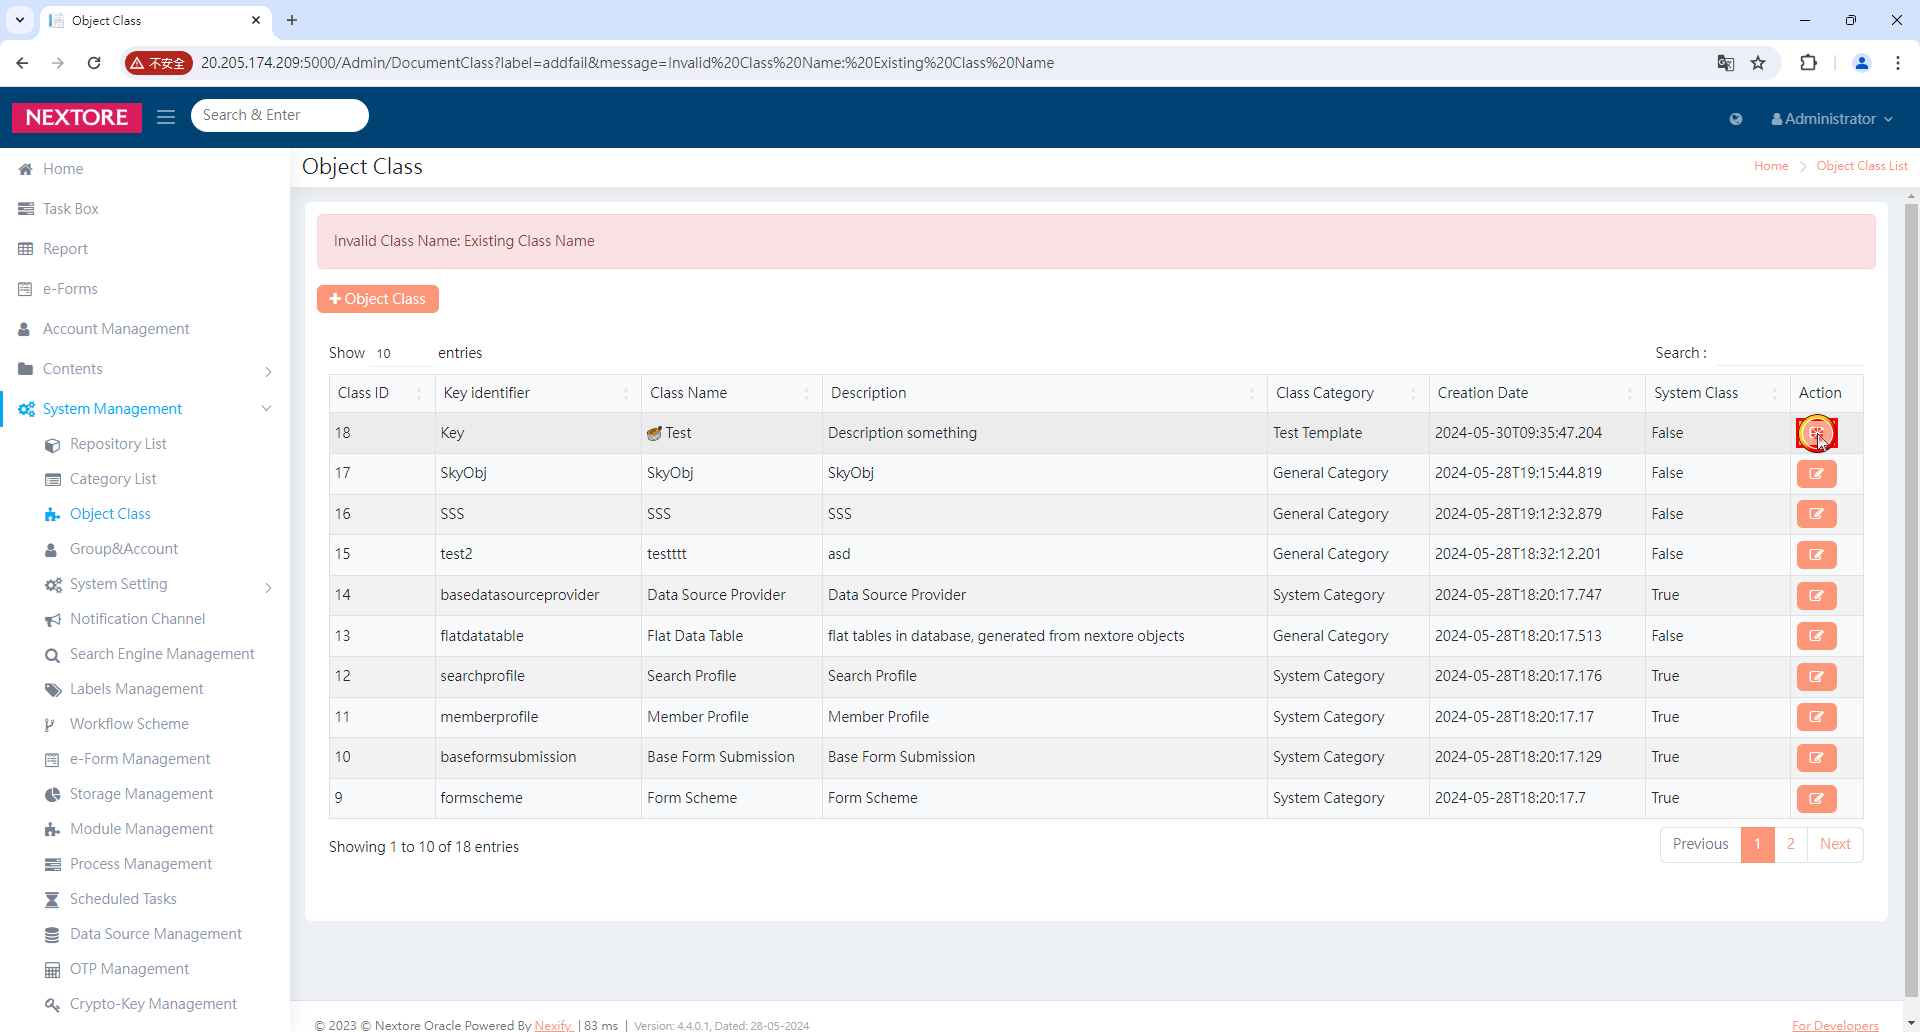 Object Class
不安全
20.205.174.209:5000/Admin/DocumentClass?label=addfail&message=Invalid%20Class%20Name:%20Existing%20Class%20Name
NEXTORE
Search & Enter
Administrator
Home
Task Box
Report
e-Forms
Account Management
Contents
System Management
Repository List
Category List
Object Class
Group&Account
System Setting
Notification Channel
Search Engine Management
Labels Management
Workflow Scheme
e-Form Management
Storage Management
Module Management
Process Management
Scheduled Tasks
Data Source Management
OTP Management
Crypto-Key Management
Object Class
Home
Object Class List
Invalid Class Name: Existing Class Name
Object Class
Show 10 entries
Search :
Class ID Key identifier Class Name Description Class Category Creation Date System Class Action
18 Key Test Description something Test Template 2024-05-30T09:35:47.204 False
17 SkyObj SkyObj SkyObj General Category 2024-05-28T19:15:44.819 False
16 SSS SSS SSS General Category 2024-05-28T19:12:32.879 False
15 test2 testttt asd General Category 2024-05-28T18:32:12.201 False
14 basedatasourceprovider Data Source Provider Data Source Provider System Category 2024-05-28T18:20:17.747 True
13 flatdatatable Flat Data Table flat tables in database, generated from nextore objects General Category 2024-05-28T18:20:17.513 False
12 searchprofile Search Profile Search Profile System Category 2024-05-28T18:20:17.176 True
11 memberprofile Member Profile Member Profile System Category 2024-05-28T18:20:17.17 True
10 baseformsubmission Base Form Submission Base Form Submission System Category 2024-05-28T18:20:17.129 True
9 formscheme Form Scheme Form Scheme System Category 2024-05-28T18:20:17.7 True
Showing 1 to 10 of 18 entries
Previous 1 2 Next
© 2023 © Nextore Oracle Powered By Nexify | 83 ms | Version: 4.4.0.1, Dated: 28-05-2024
For Developers